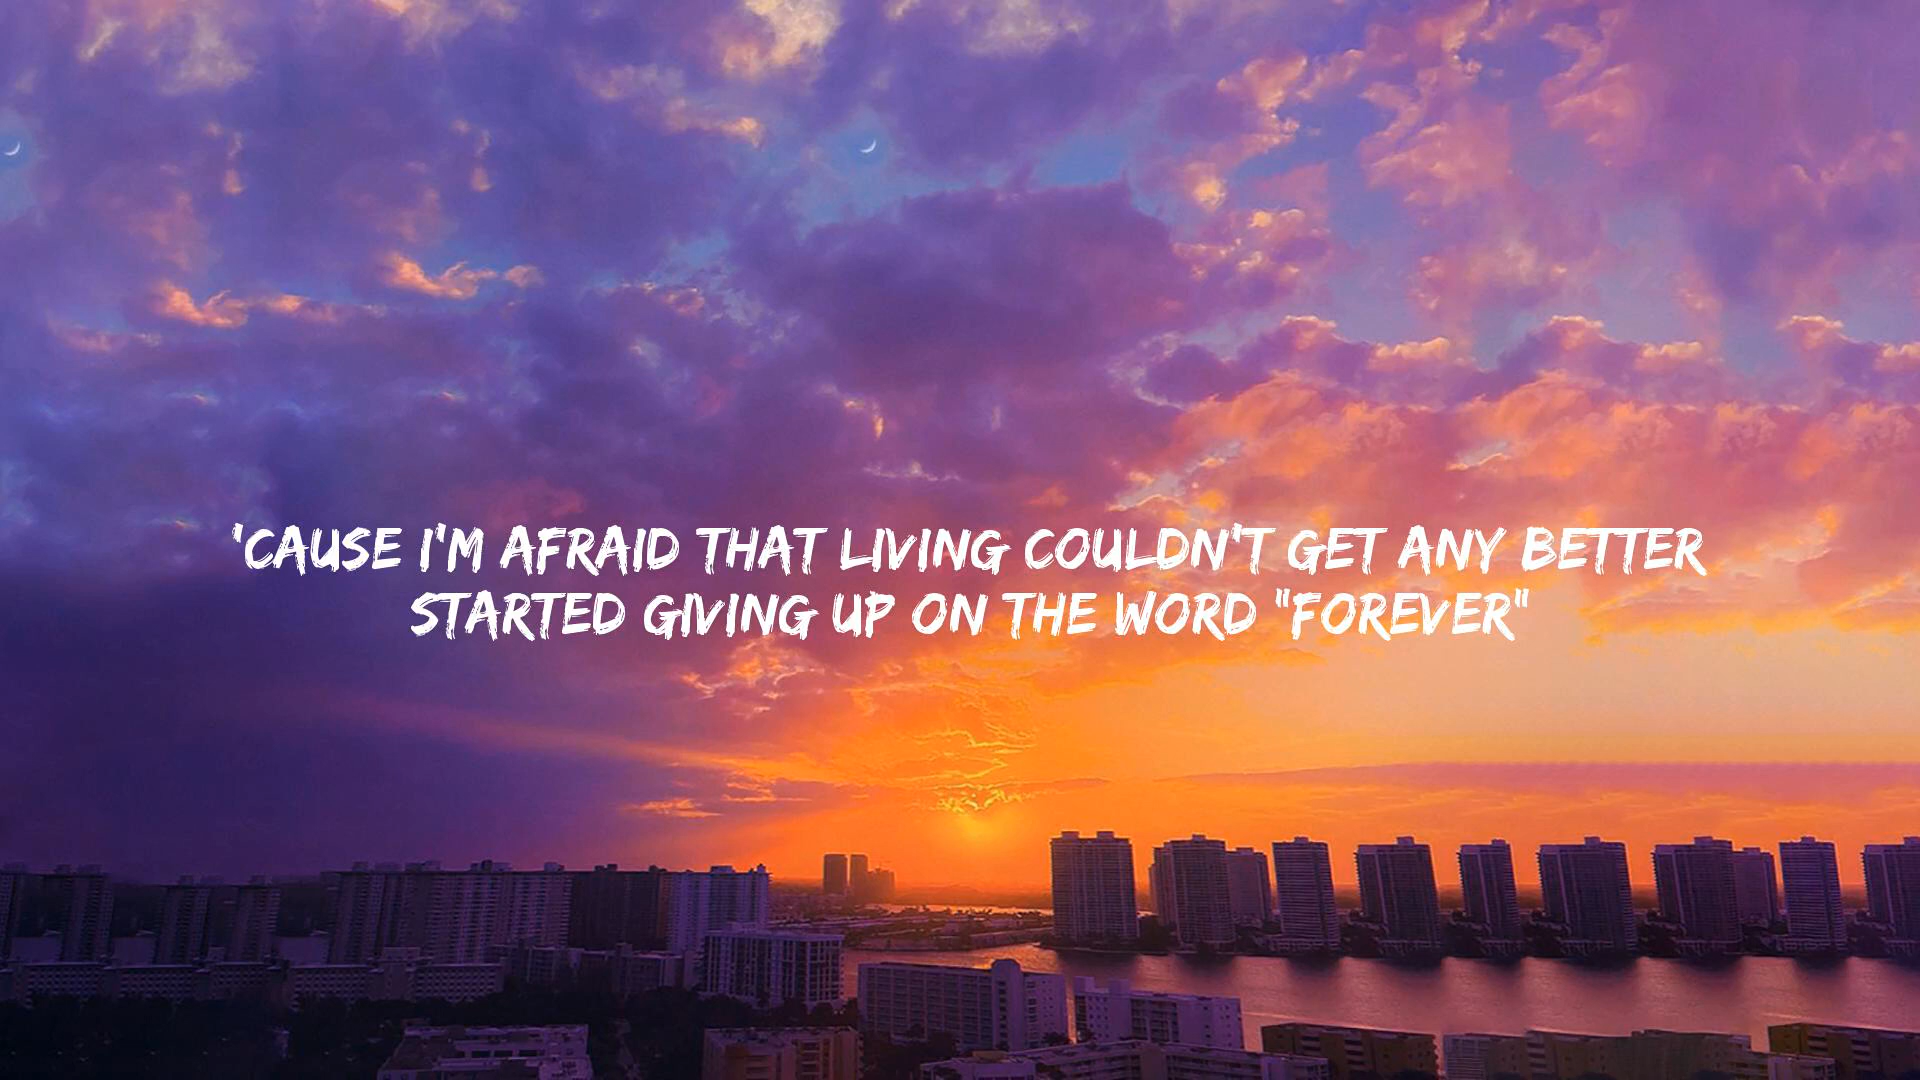 'CAUSE I'M AFRAID THAT LIVING COULDN'T GET ANY BETTER
STARTED GIVING UP ON THE WORD "FOREVER"